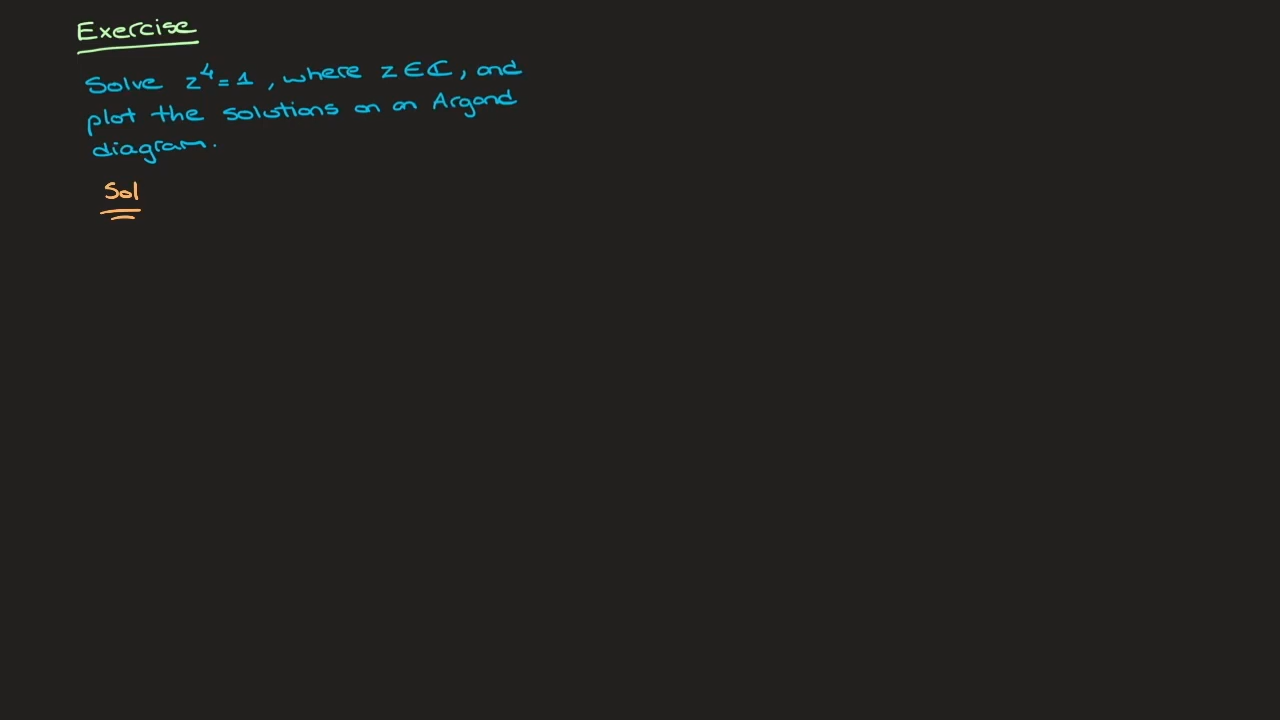 Exercise
Solve z⁴ = 1, where z ∈ ℂ, and
plot the solutions on an Argand
diagram.
Sol